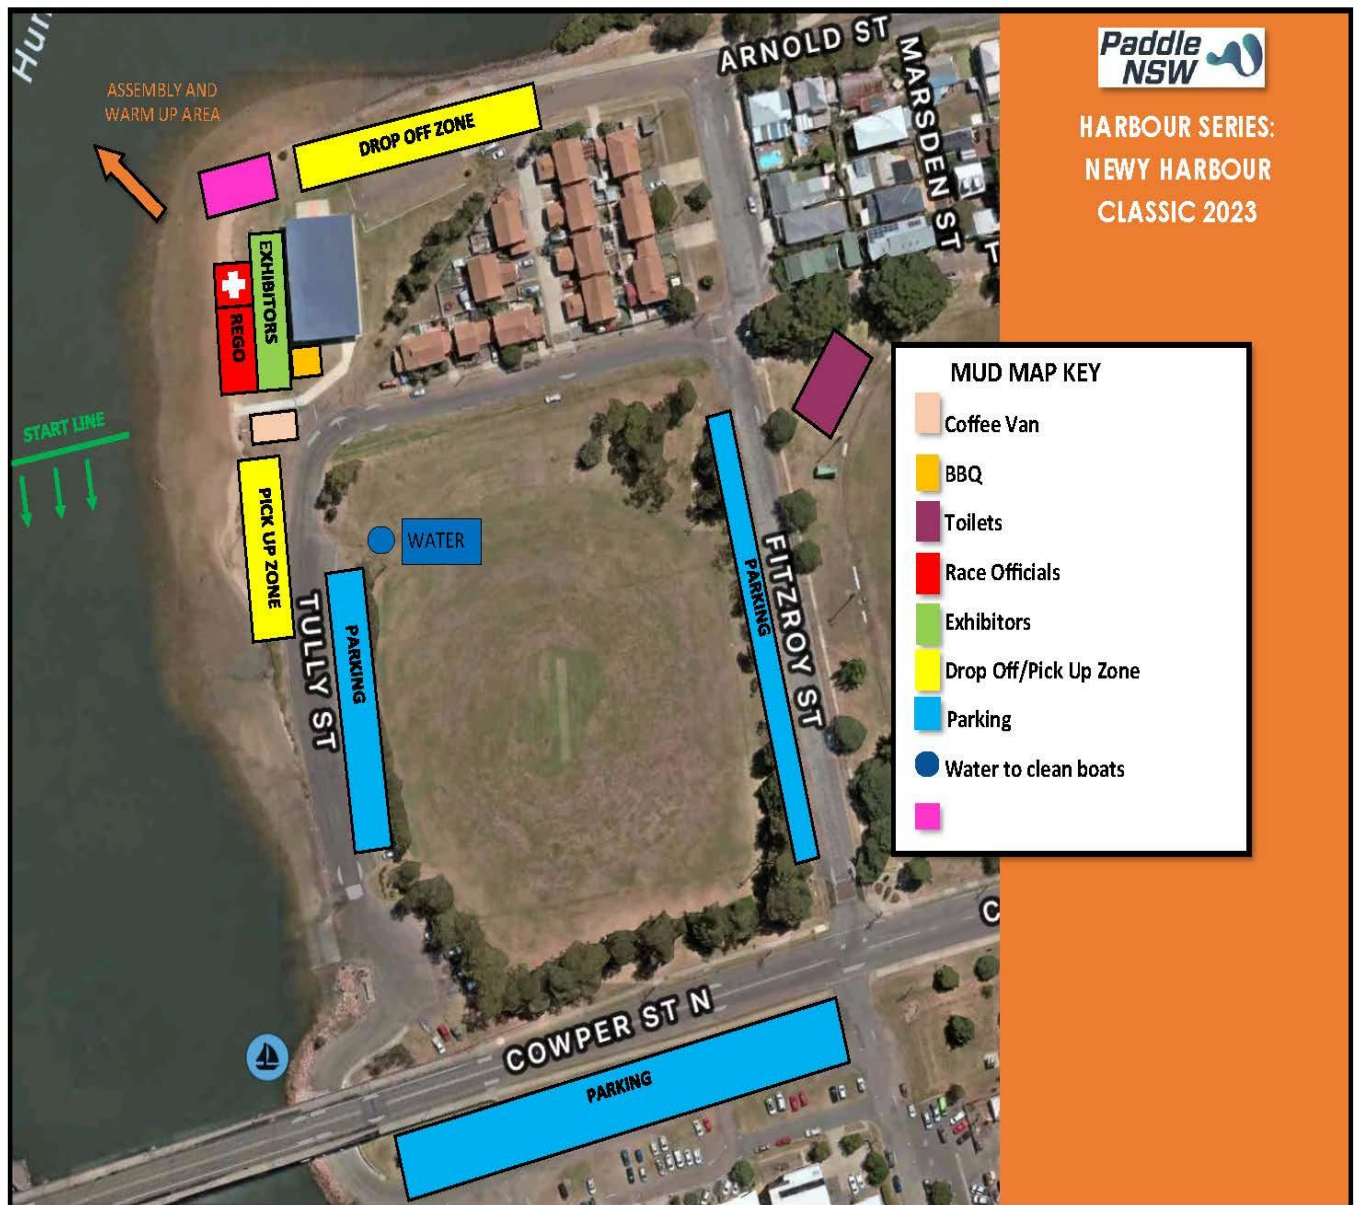 Hun
ASSEMBLY AND
WARM UP AREA
DROP OFF ZONE
ARNOLD ST
MARSDEN ST
T
EXHIBITORS
REGO
START LINE
PICK UP ZONE
WATER
TULLY ST
PARKING
PARKING
FITZROY ST
C
COWPER ST N
PARKING
Paddle
NSW
HARBOUR SERIES:
NEWY HARBOUR
CLASSIC 2023
MUD MAP KEY
Coffee Van
BBQ
Toilets
Race Officials
Exhibitors
Drop Off/Pick Up Zone
Parking
Water to clean boats